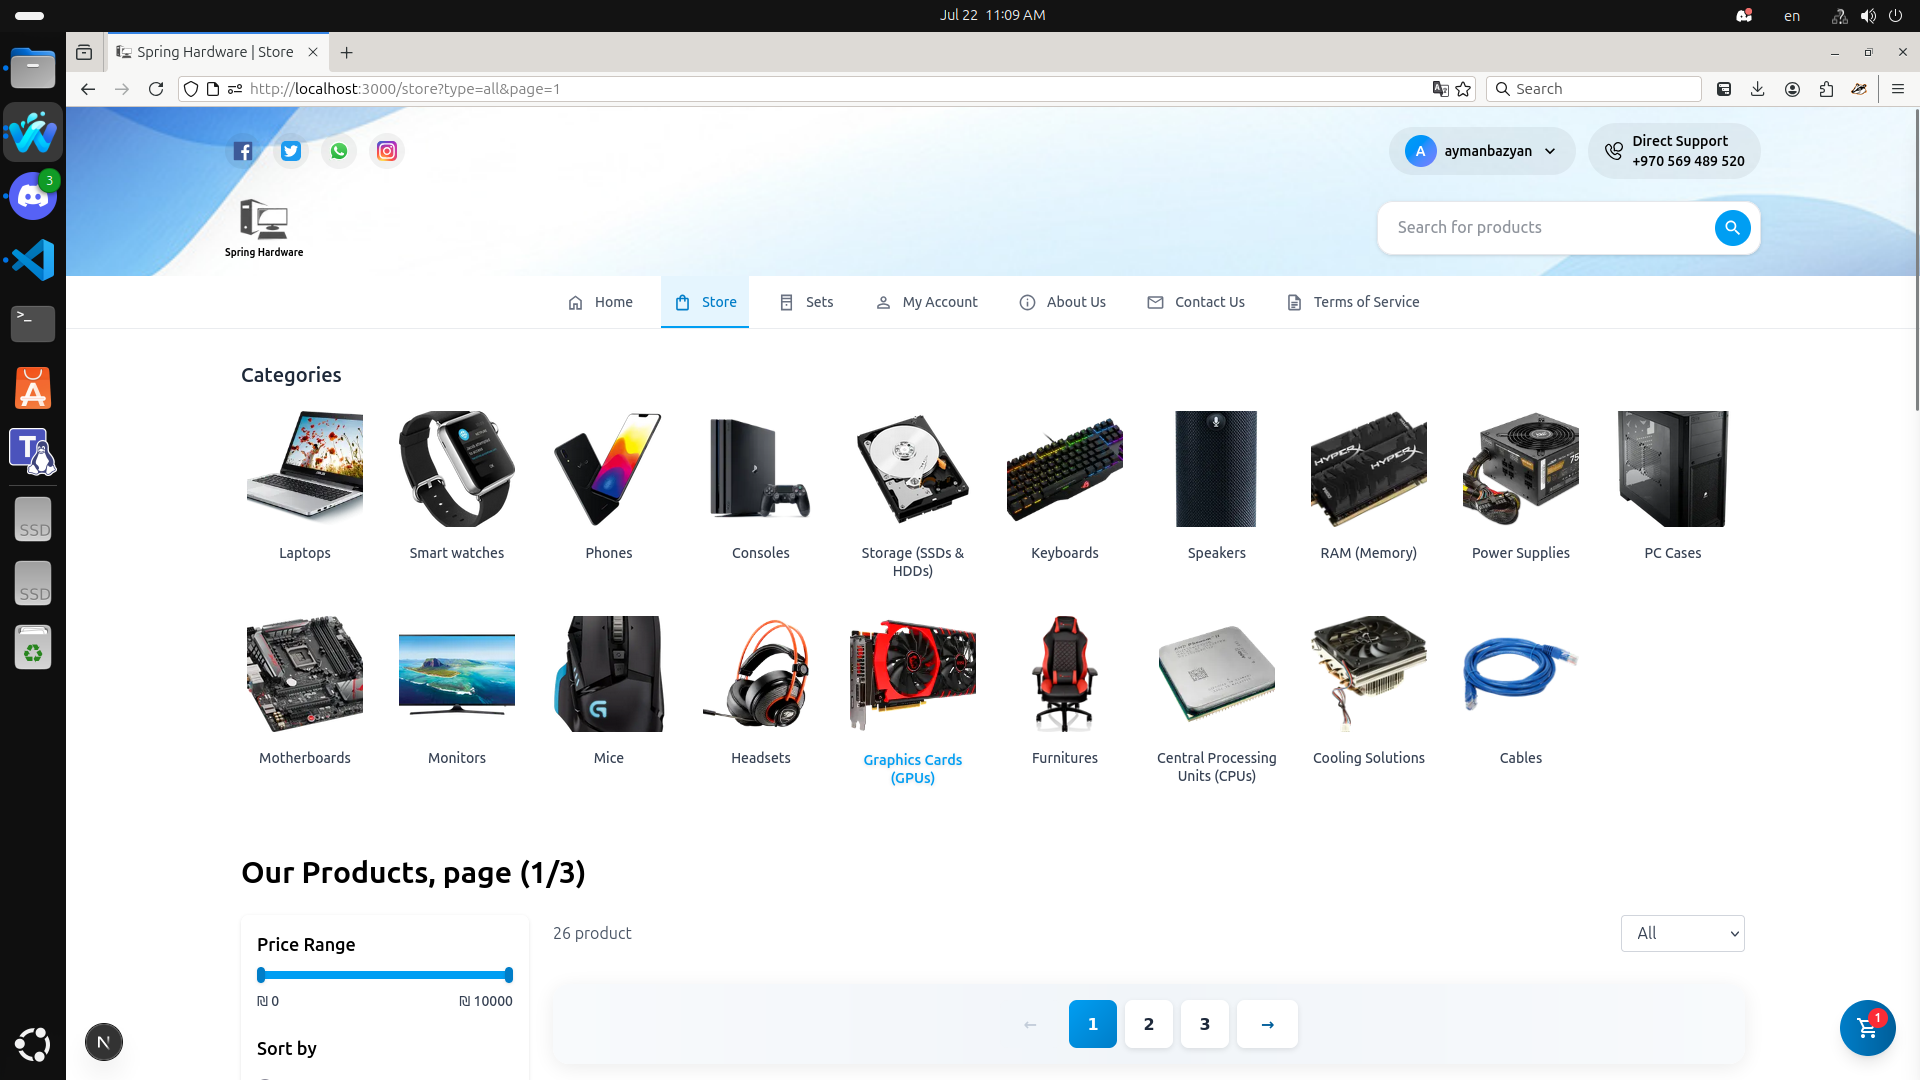 Jul 22 11:09 AM
en
Spring Hardware | Store
http://localhost:3000/store?type=all&page=1
Search
3
A
aymanbazyan
Direct Support
+970 569 489 520
Spring Hardware
Search for products
Home
Store
Sets
My Account
About Us
Contact Us
Terms of Service
Categories
Laptops
Smart watches
Phones
Consoles
Storage (SSDs &
HDDs)
Keyboards
Speakers
RAM (Memory)
Power Supplies
PC Cases
HYPERX
HYPERX
SSD
SSD
Motherboards
Monitors
Mice
Headsets
Graphics Cards
(GPUs)
Furnitures
Central Processing
Units (CPUs)
Cooling Solutions
Cables
Our Products, page (1/3)
Price Range
₪ 0
₪ 10000
Sort by
26 product
All
←
1
2
3
→
N
1